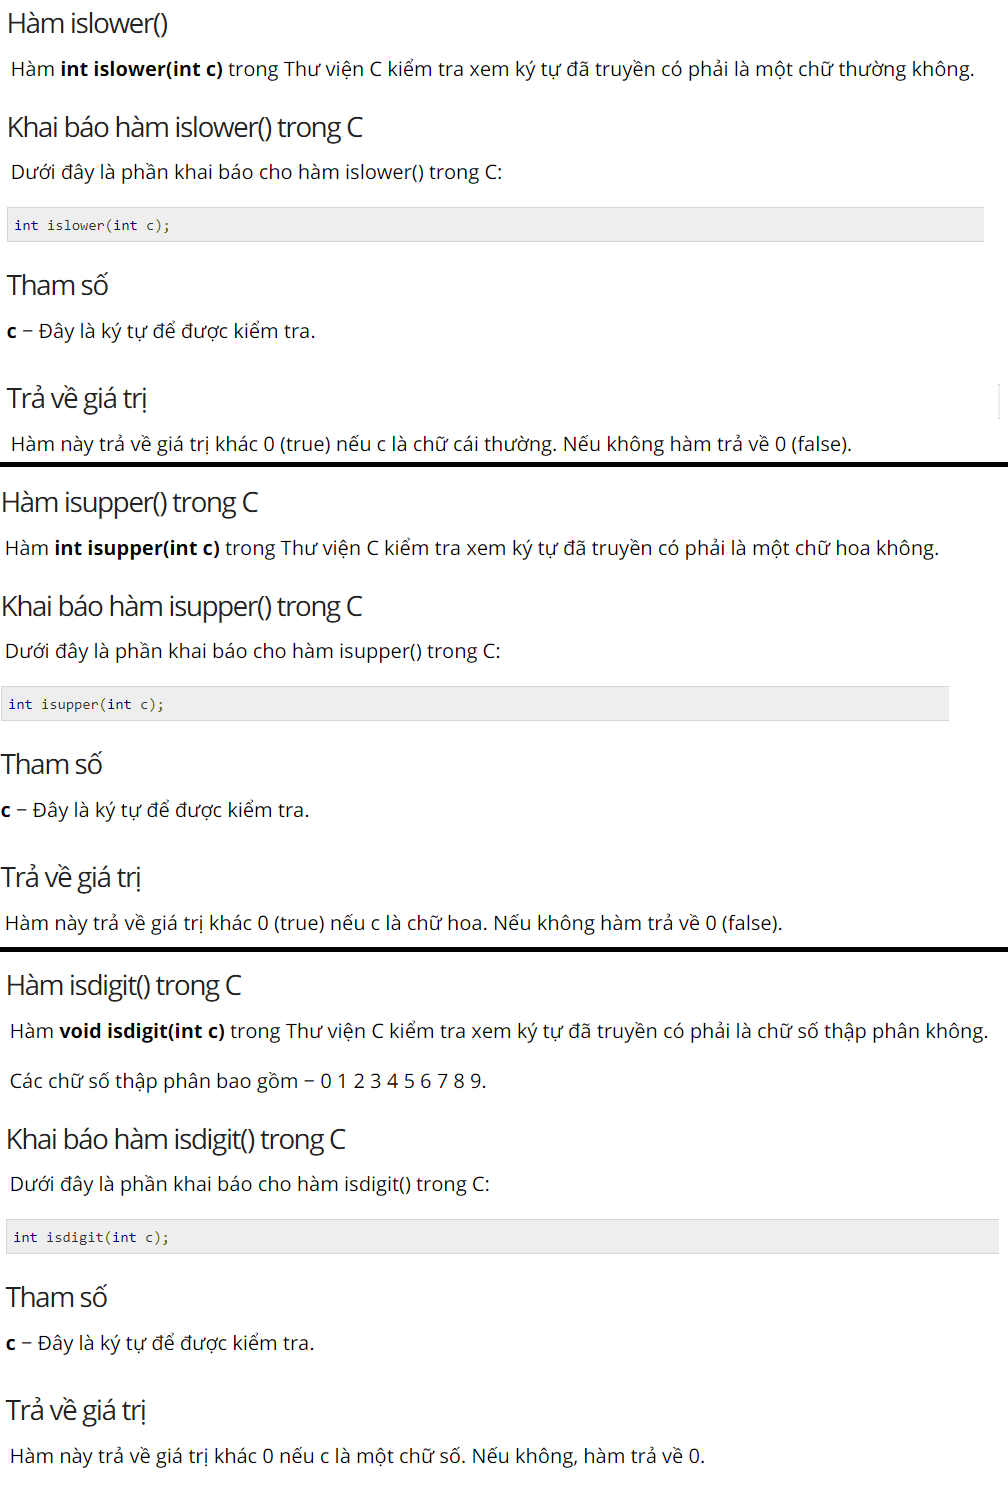 Hàm islower()
Hàm int islower(int c) trong Thư viện C kiểm tra xem ký tự đã truyền có phải là một chữ thường không.
Khai báo hàm islower() trong C
Dưới đây là phần khai báo cho hàm islower() trong C:
int islower(int c);
Tham số
c – Đây là ký tự để được kiểm tra.
Trả về giá trị
Hàm này trả về giá trị khác 0 (true) nếu c là chữ cái thường. Nếu không hàm trả về 0 (false).
Hàm isupper() trong C
Hàm int isupper(int c) trong Thư viện C kiểm tra xem ký tự đã truyền có phải là một chữ hoa không.
Khai báo hàm isupper() trong C
Dưới đây là phần khai báo cho hàm isupper() trong C:
int isupper(int c);
Tham số
c – Đây là ký tự để được kiểm tra.
Trả về giá trị
Hàm này trả về giá trị khác 0 (true) nếu c là chữ hoa. Nếu không hàm trả về 0 (false).
Hàm isdigit() trong C
Hàm void isdigit(int c) trong Thư viện C kiểm tra xem ký tự đã truyền có phải là chữ số thập phân không.
Các chữ số thập phân bao gồm – 0 1 2 3 4 5 6 7 8 9.
Khai báo hàm isdigit() trong C
Dưới đây là phần khai báo cho hàm isdigit() trong C:
int isdigit(int c);
Tham số
c – Đây là ký tự để được kiểm tra.
Trả về giá trị
Hàm này trả về giá trị khác 0 nếu c là một chữ số. Nếu không, hàm trả về 0.